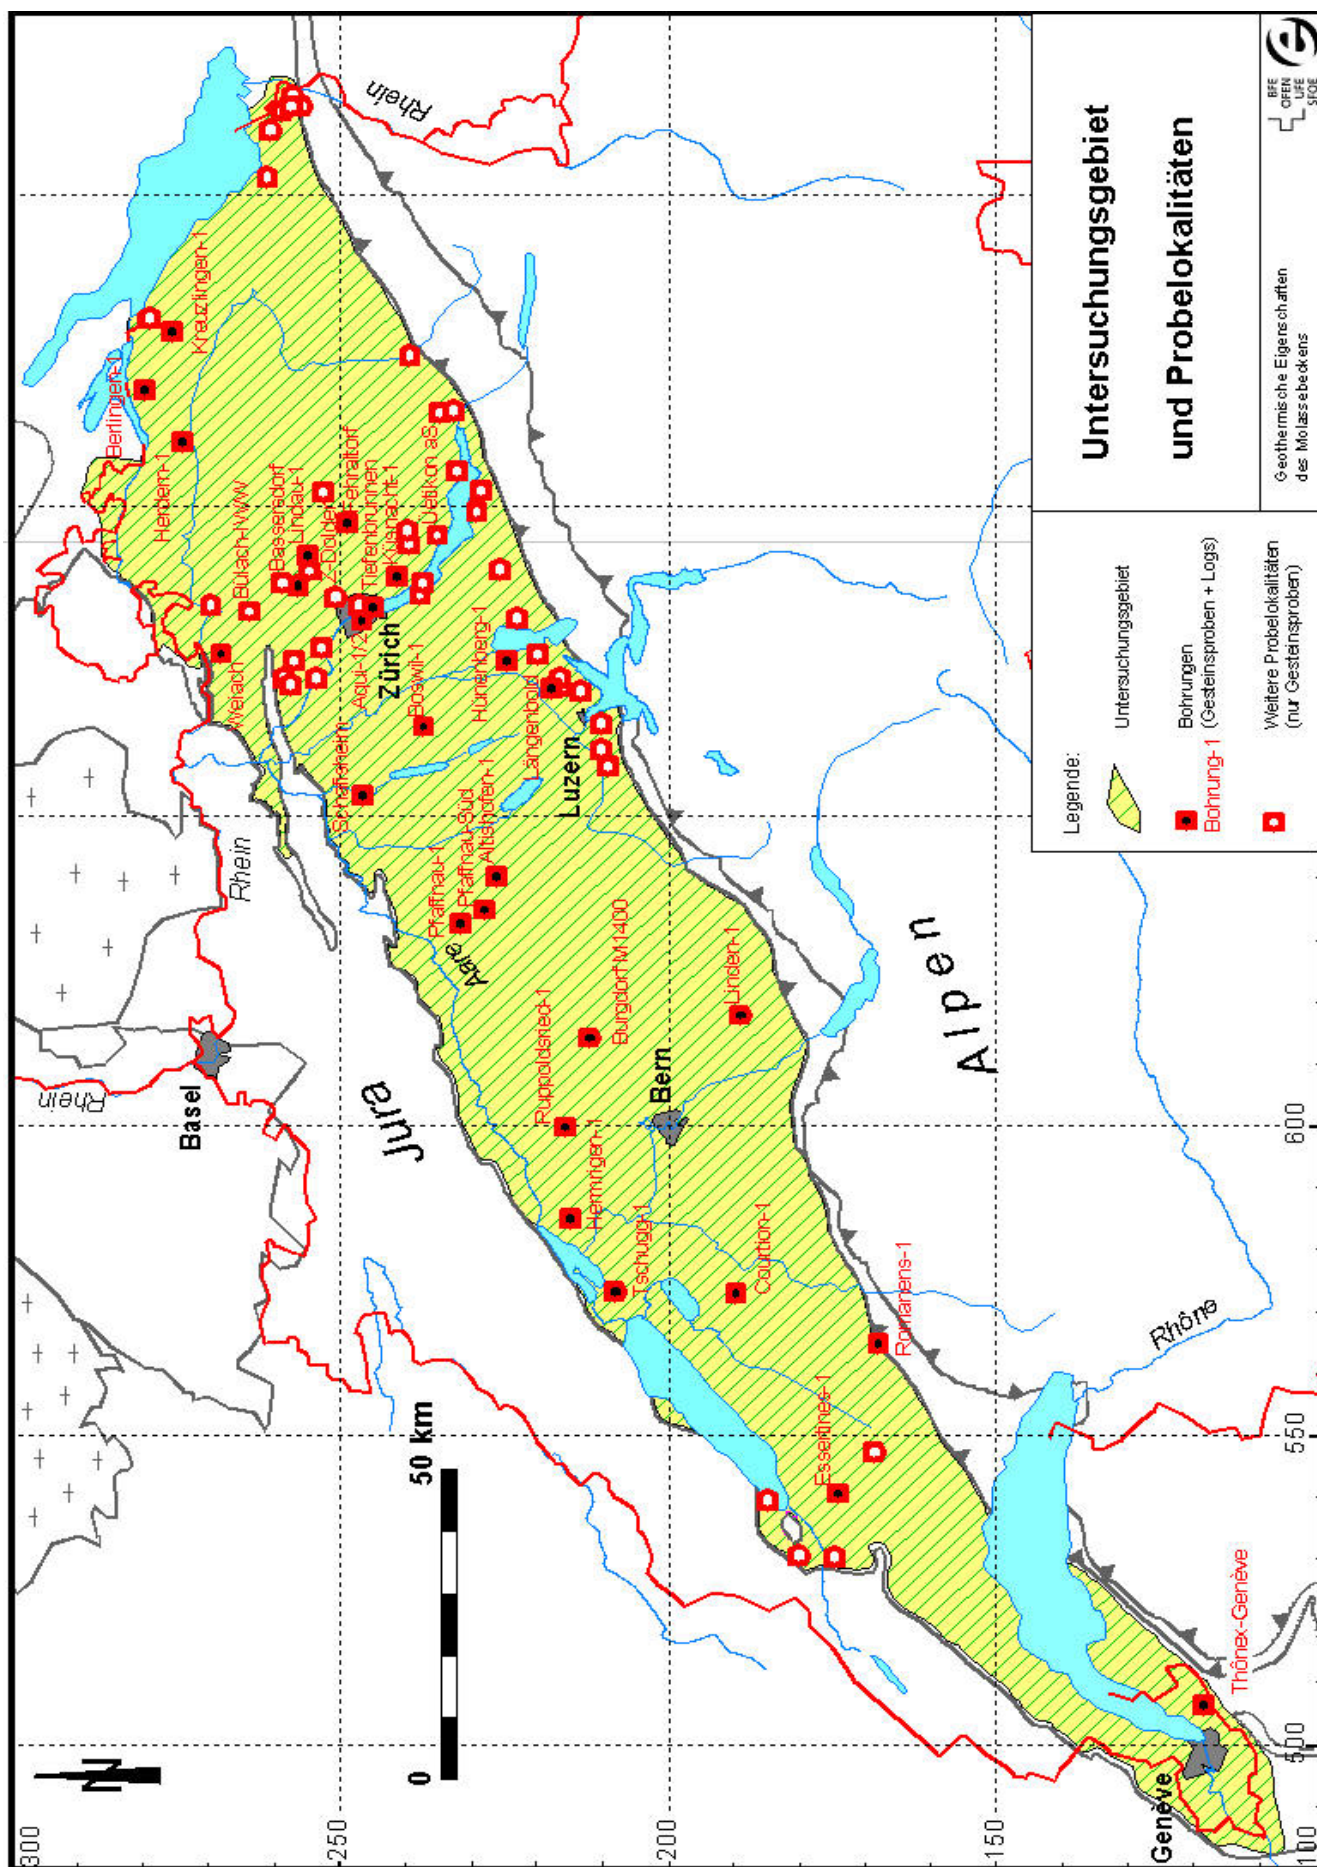 Untersuchungsgebiet
und Probelokalitäten
Geothermische Eigenschaften
des Molassebeckens
BFE
OFEN
UFE
SFOE
Legende:
Untersuchungsgebiet
Bohrungen
(Gesteinsproben + Logs)
Bohrung-1
Weitere Probelokalitäten
(nur Gesteinsproben)
N
0
50 km
300
250
200
150
100
500
550
600
Rhein
Rhein
Rhein
Aare
Rhône
Jura
Alpen
Basel
Zürich
Luzern
Bern
Genève
Kreuzlingen-1
Berlingen-1
Herdern-1
Bülach-IVWW
Weiach
Bassersdorf
Lindau-1
Z-Dolder
Fehraltorf
Tiefenbrunnen
Küsnacht-1
Uetikon aS
Aqui-1/2
Boswil-1
Hünenberg-1
Längenbold
Schafisheim
Altishofen-1
Pfaffnau-Süd
Pfaffnau-1
Burgdorf M1400
Ruppoldsried-1
Linden-1
Hermrigen-1
Tschugg-1
Courtion-1
Romanens-1
Essertines-1
Thônex-Genève